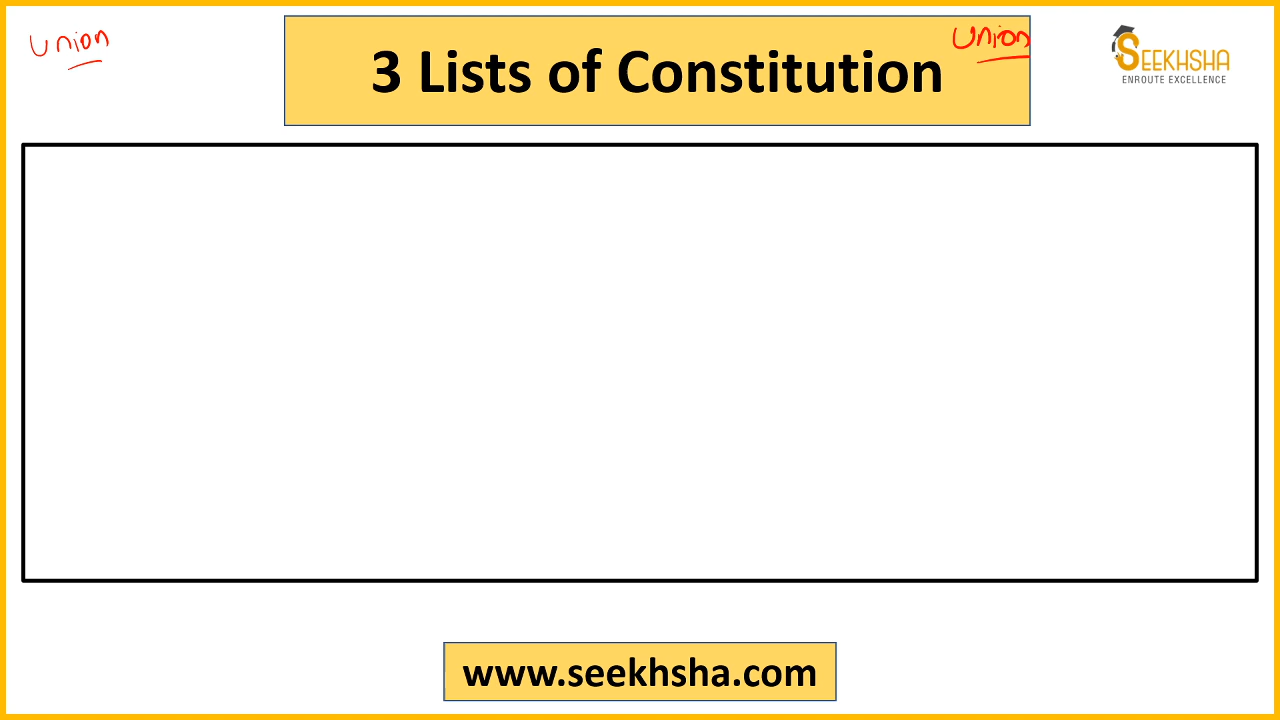 Union
Union
3 Lists of Constitution
SEEKHSHA
ENROUTE EXCELLENCE
www.seekhsha.com